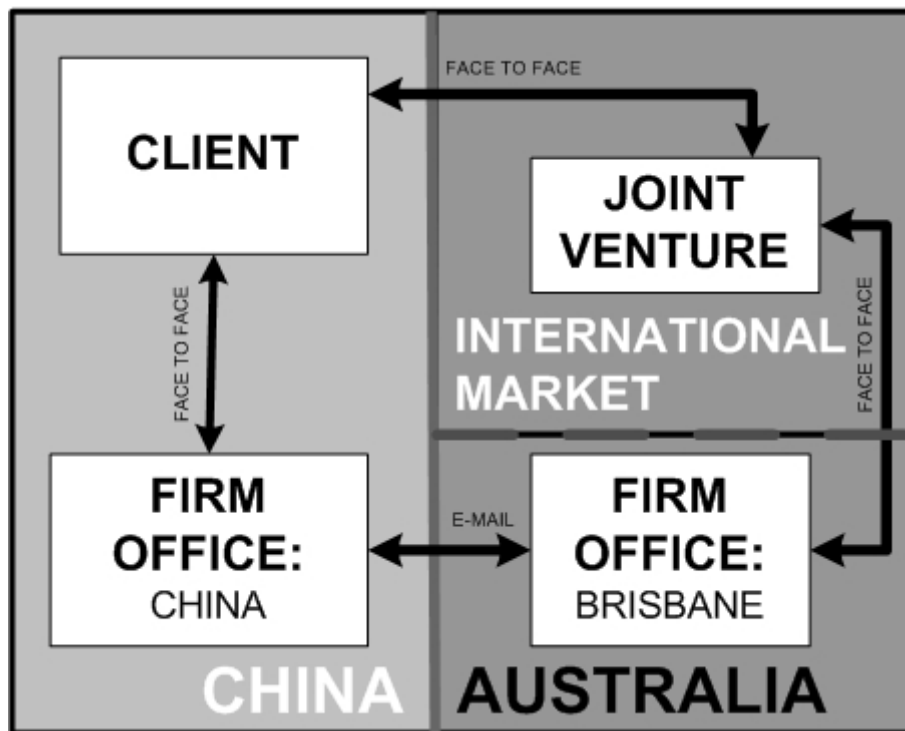 FACE TO FACE
CLIENT
JOINT
VENTURE
FACE TO FACE
FACE TO FACE
INTERNATIONAL
MARKET
FIRM
OFFICE:
CHINA
E-MAIL
FIRM
OFFICE:
BRISBANE
CHINA
AUSTRALIA